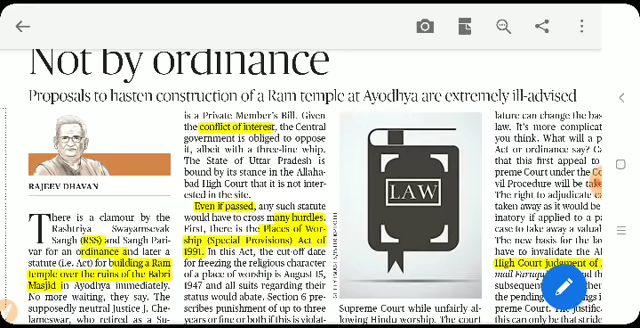 Not by ordinance
Proposals to hasten construction of a Ram temple at Ayodhya are extremely ill-advised
RAJEEV DHAVAN
There is a clamour by the
Rashtriya Swayamsevak
Sangh (RSS) and Sangh Pari-
var for an ordinance and later a
statute (i.e. Act) for building a Ram
temple over the ruins of the Babri
Masjid in Ayodhya immediately.
No more waiting, they say. The
supposedly neutral Justice J. Chel-
lameswar, who retired as a Su-
is a Private Member's Bill. Given
the conflict of interest, the Central
government is obliged to oppose
it, albeit with a three-line whip.
The State of Uttar Pradesh is
bound by its stance in the Allaha-
bad High Court that it is not inter-
ested in the site.
Even if passed, any such statute
would have to cross many hurdles.
First, there is the Places of Wor-
ship (Special Provisions) Act of
1991. In this Act, the cut off date
for freezing the religious character
of a place of worship is August 15,
1947 and all suits regarding their
status would abate. Section 6 pre-
scribes punishment of up to three
years or fine or both if this is violat-
LAW
Supreme Court while unfairly al-
lowing Hindu worship. The court
lature can change the bas
law. It's more complicat
you think. What will a p
Act or ordinance say? Ca
that this first appeal to
preme Court under the C
vil Procedure will be take
The right to adjudicate c
taken away as it would be
inatory if applied to a pa
case to take away a valua
The new basis for the bo
have to invalidate the Al
High Court judgment of
mail Faruqu
subsequent
the pending
ings. The justifi
this can only be that stride